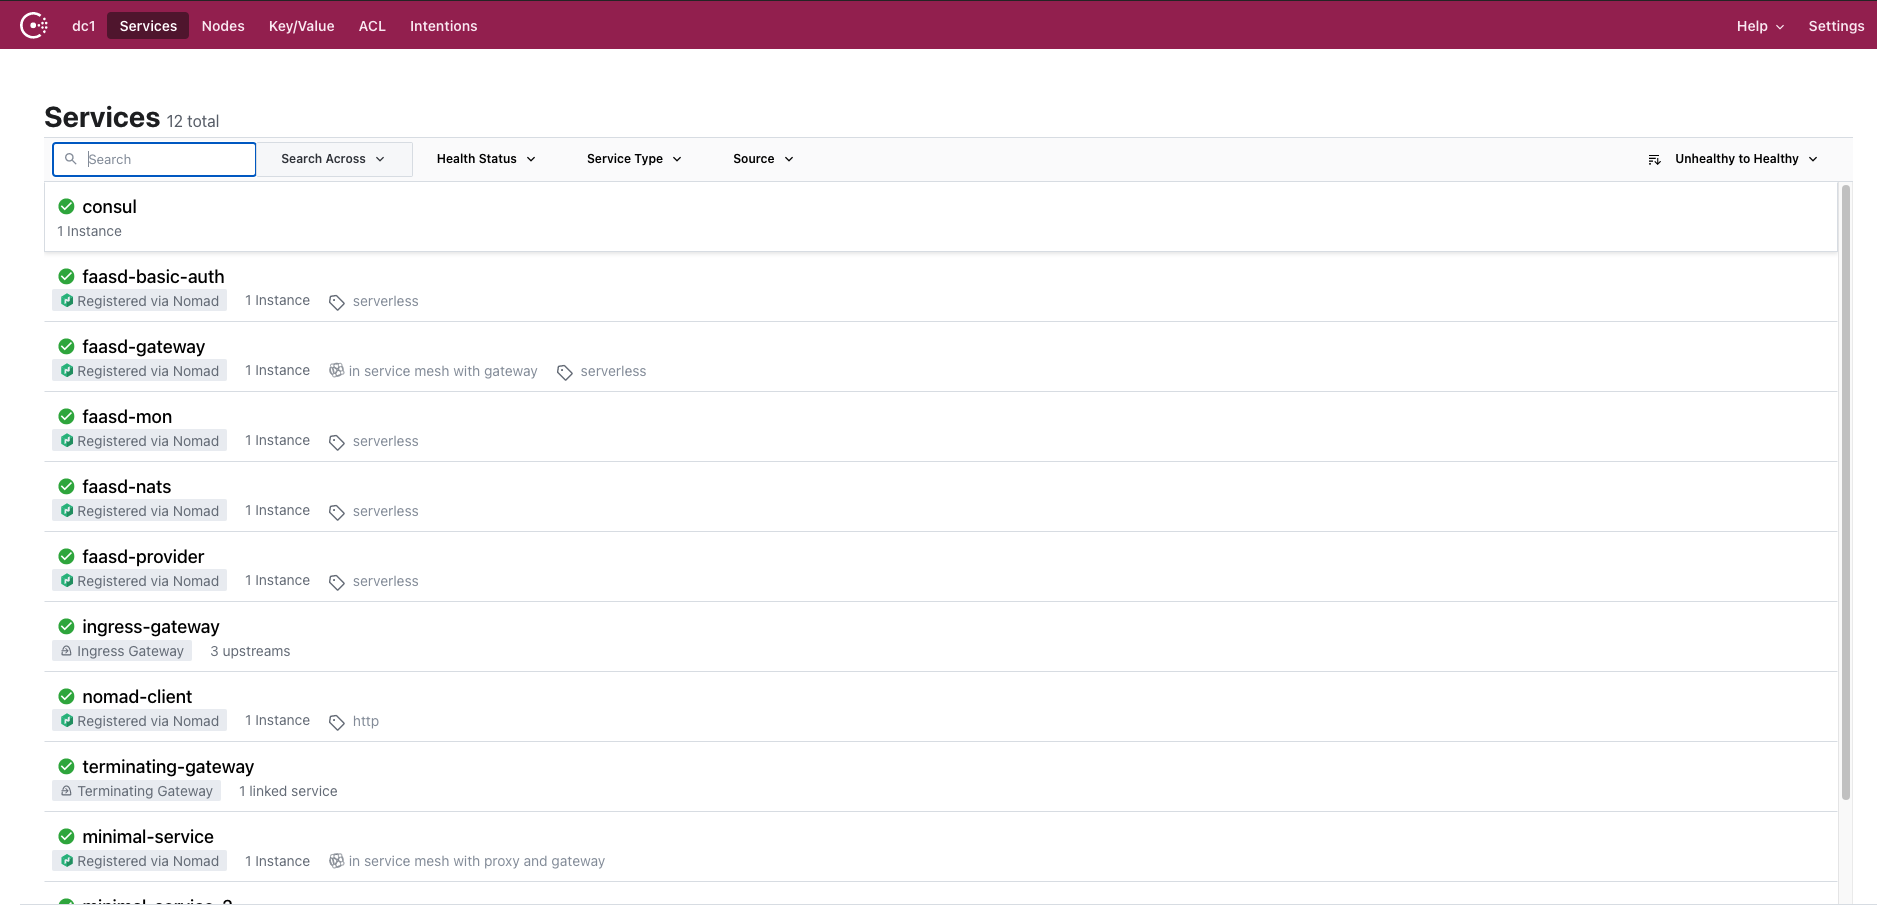 dc1 Services Nodes Key/Value ACL Intentions Help Settings
Services 12 total
Search Search Across Health Status Service Type Source Unhealthy to Healthy
consul
1 Instance
faasd-basic-auth
Registered via Nomad 1 Instance serverless
faasd-gateway
Registered via Nomad 1 Instance in service mesh with gateway serverless
faasd-mon
Registered via Nomad 1 Instance serverless
faasd-nats
Registered via Nomad 1 Instance serverless
faasd-provider
Registered via Nomad 1 Instance serverless
ingress-gateway
Ingress Gateway 3 upstreams
nomad-client
Registered via Nomad 1 Instance http
terminating-gateway
Terminating Gateway 1 linked service
minimal-service
Registered via Nomad 1 Instance in service mesh with proxy and gateway